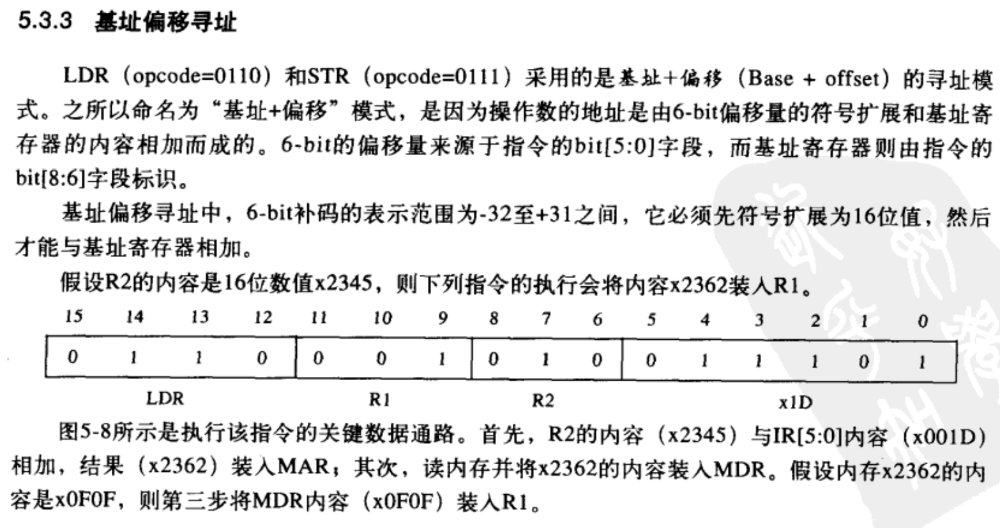 5.3.3 基址偏移寻址
LDR（opcode=0110）和STR（opcode=0111）采用的是基址+偏移（Base + offset）的寻址模
式。之所以命名为“基址+偏移”模式，是因为操作数的地址是由6-bit偏移量的符号扩展和基址寄
存器的内容相加而成的。6-bit的偏移量来源于指令的bit[5:0]字段，而基址寄存器则由指令的
bit[8:6]字段标识。
基址偏移寻址中，6-bit补码的表示范围为-32至+31之间，它必须先符号扩展为16位值，然后
才能与基址寄存器相加。
假设R2的内容是16位数值x2345，则下列指令的执行会将内容x2362装入R1。
15 14 13 12 11 10 9 8 7 6 5 4 3 2 1 0
0 1 1 0 0 0 1 0 1 0 0 1 1 1 0 1
LDR R1 R2 x1D
图5-8所示是执行该指令的关键数据通路。首先，R2的内容（x2345）与IR[5:0]内容（x001D）
相加，结果（x2362）装入MAR；其次，读内存并将x2362的内容装入MDR。假设内存x2362的内
容是x0F0F，则第三步将MDR内容（x0F0F）装入R1。